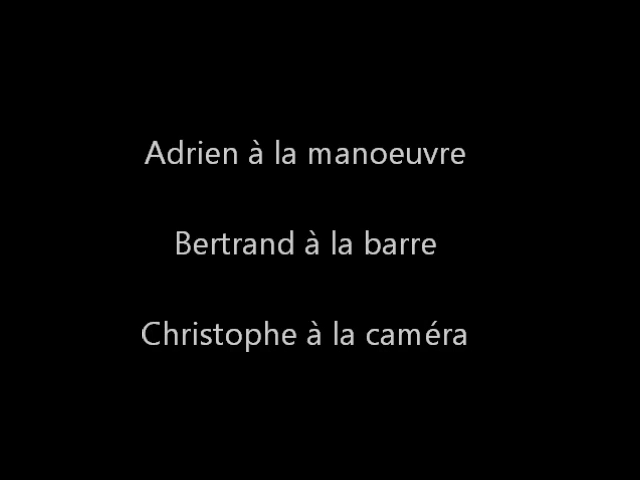 Adrien à la manoeuvre
Bertrand à la barre
Christophe à la caméra